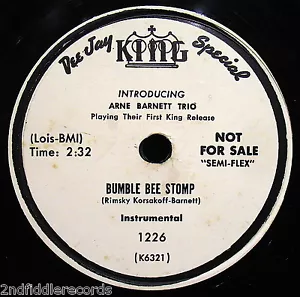 Dee Jay KING Special
INTRODUCING
ARNE BARNETT TRIO
Playing Their First King Release
(Lois-BMI)
Time: 2:32
NOT
FOR SALE
"SEMI-FLEX"
BUMBLE BEE STOMP
(Rimsky Korsakoff-Barnett)
Instrumental
1226
(K6321)
2ndfiddlerecords